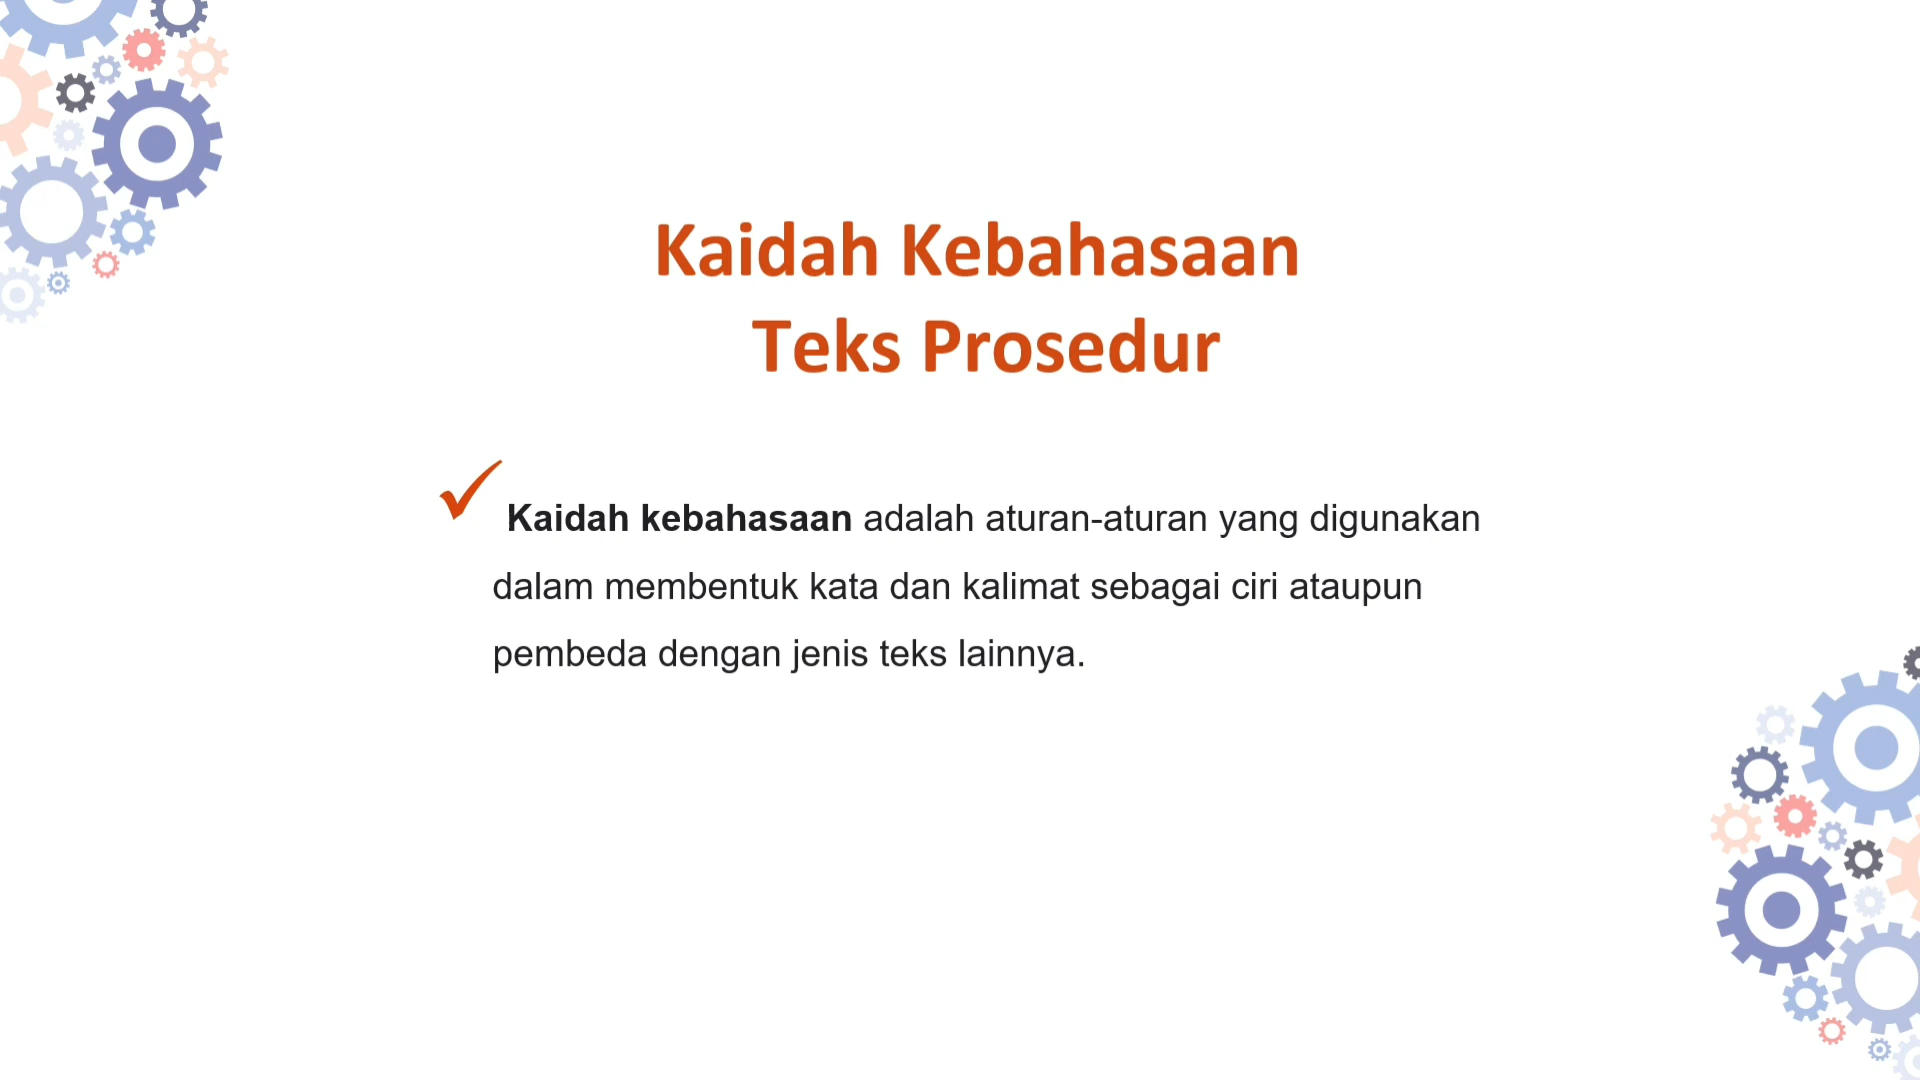 Kaidah Kebahasaan
Teks Prosedur
Kaidah kebahasaan adalah aturan-aturan yang digunakan
dalam membentuk kata dan kalimat sebagai ciri ataupun
pembeda dengan jenis teks lainnya.